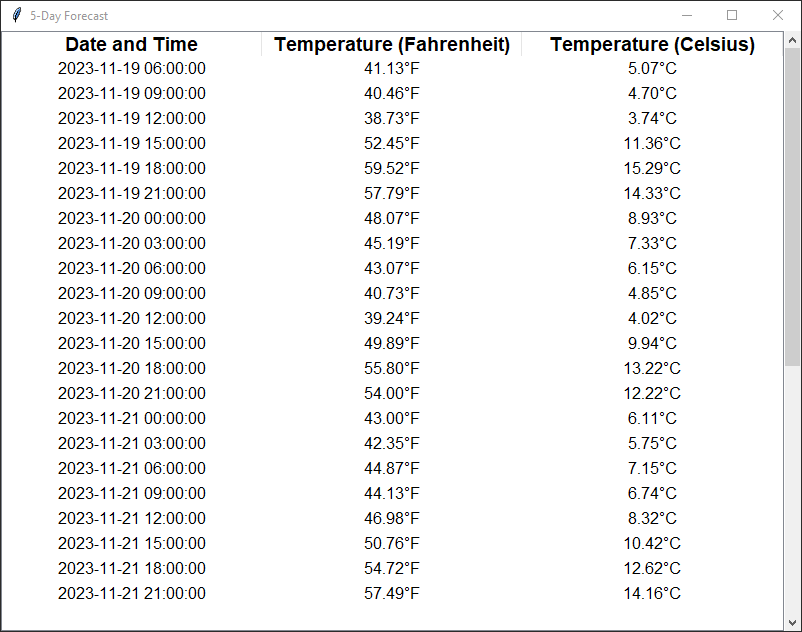 5-Day Forecast
Date and Time Temperature (Fahrenheit) Temperature (Celsius)
2023-11-19 06:00:00 41.13°F 5.07°C
2023-11-19 09:00:00 40.46°F 4.70°C
2023-11-19 12:00:00 38.73°F 3.74°C
2023-11-19 15:00:00 52.45°F 11.36°C
2023-11-19 18:00:00 59.52°F 15.29°C
2023-11-19 21:00:00 57.79°F 14.33°C
2023-11-20 00:00:00 48.07°F 8.93°C
2023-11-20 03:00:00 45.19°F 7.33°C
2023-11-20 06:00:00 43.07°F 6.15°C
2023-11-20 09:00:00 40.73°F 4.85°C
2023-11-20 12:00:00 39.24°F 4.02°C
2023-11-20 15:00:00 49.89°F 9.94°C
2023-11-20 18:00:00 55.80°F 13.22°C
2023-11-20 21:00:00 54.00°F 12.22°C
2023-11-21 00:00:00 43.00°F 6.11°C
2023-11-21 03:00:00 42.35°F 5.75°C
2023-11-21 06:00:00 44.87°F 7.15°C
2023-11-21 09:00:00 44.13°F 6.74°C
2023-11-21 12:00:00 46.98°F 8.32°C
2023-11-21 15:00:00 50.76°F 10.42°C
2023-11-21 18:00:00 54.72°F 12.62°C
2023-11-21 21:00:00 57.49°F 14.16°C